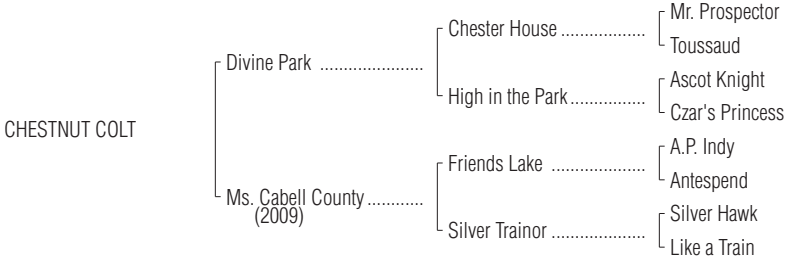 Mr. Prospector
Chester House ..................
Toussaud
Divine Park ......................
Ascot Knight
High in the Park................
Czar's Princess
CHESTNUT COLT
A.P. Indy
Friends Lake ....................
Antespend
Ms. Cabell County............
(2009)
Silver Hawk
Silver Trainor ....................
Like a Train